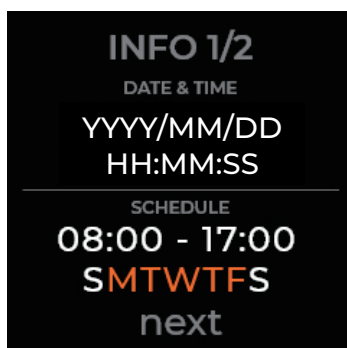 INFO 1/2
DATE & TIME
YYYY/MM/DD
HH:MM:SS
SCHEDULE
08:00 - 17:00
SMTWTFS
next